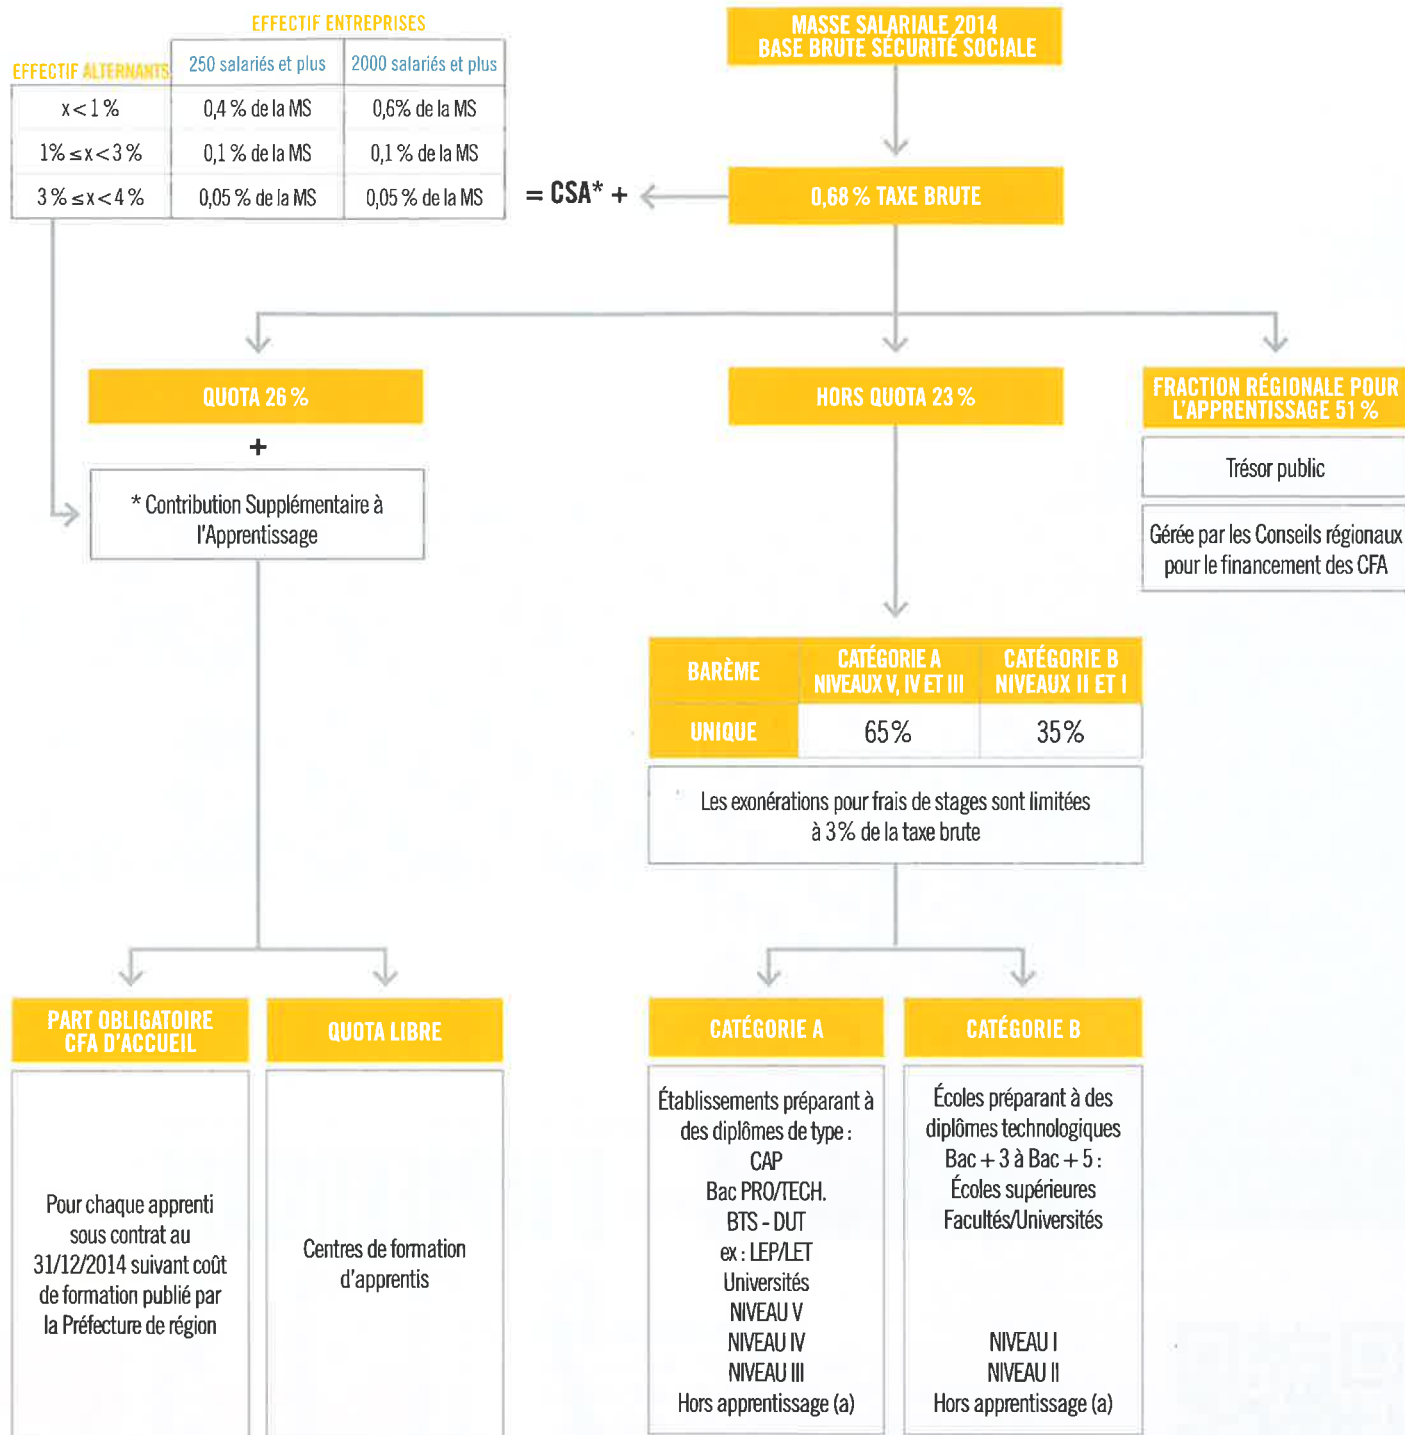 EFFECTIF ENTREPRISES
EFFECTIF ALTERNANTS
250 salariés et plus
2000 salariés et plus
x < 1 %
0,4 % de la MS
0,6% de la MS
1% ≤ x < 3 %
0,1 % de la MS
0,1 % de la MS
3 % ≤ x < 4 %
0,05 % de la MS
0,05 % de la MS
= CSA* +
MASSE SALARIALE 2014
BASE BRUTE SÉCURITÉ SOCIALE
0,68 % TAXE BRUTE
QUOTA 26 %
+
* Contribution Supplémentaire à
l'Apprentissage
HORS QUOTA 23 %
FRACTION RÉGIONALE POUR
L'APPRENTISSAGE 51 %
Trésor public
Gérée par les Conseils régionaux
pour le financement des CFA
BARÈME
CATÉGORIE A
NIVEAUX V, IV ET III
CATÉGORIE B
NIVEAUX II ET I
UNIQUE
65%
35%
Les exonérations pour frais de stages sont limitées
à 3% de la taxe brute
PART OBLIGATOIRE
CFA D'ACCUEIL
Pour chaque apprenti
sous contrat au
31/12/2014 suivant coût
de formation publié par
la Préfecture de région
QUOTA LIBRE
Centres de formation
d'apprentis
CATÉGORIE A
Établissements préparant à
des diplômes de type :
CAP
Bac PRO/TECH.
BTS - DUT
ex : LEP/LET
Universités
NIVEAU V
NIVEAU IV
NIVEAU III
Hors apprentissage (a)
CATÉGORIE B
Écoles préparant à des
diplômes technologiques
Bac + 3 à Bac + 5 :
Écoles supérieures
Facultés/Universités
NIVEAU I
NIVEAU II
Hors apprentissage (a)